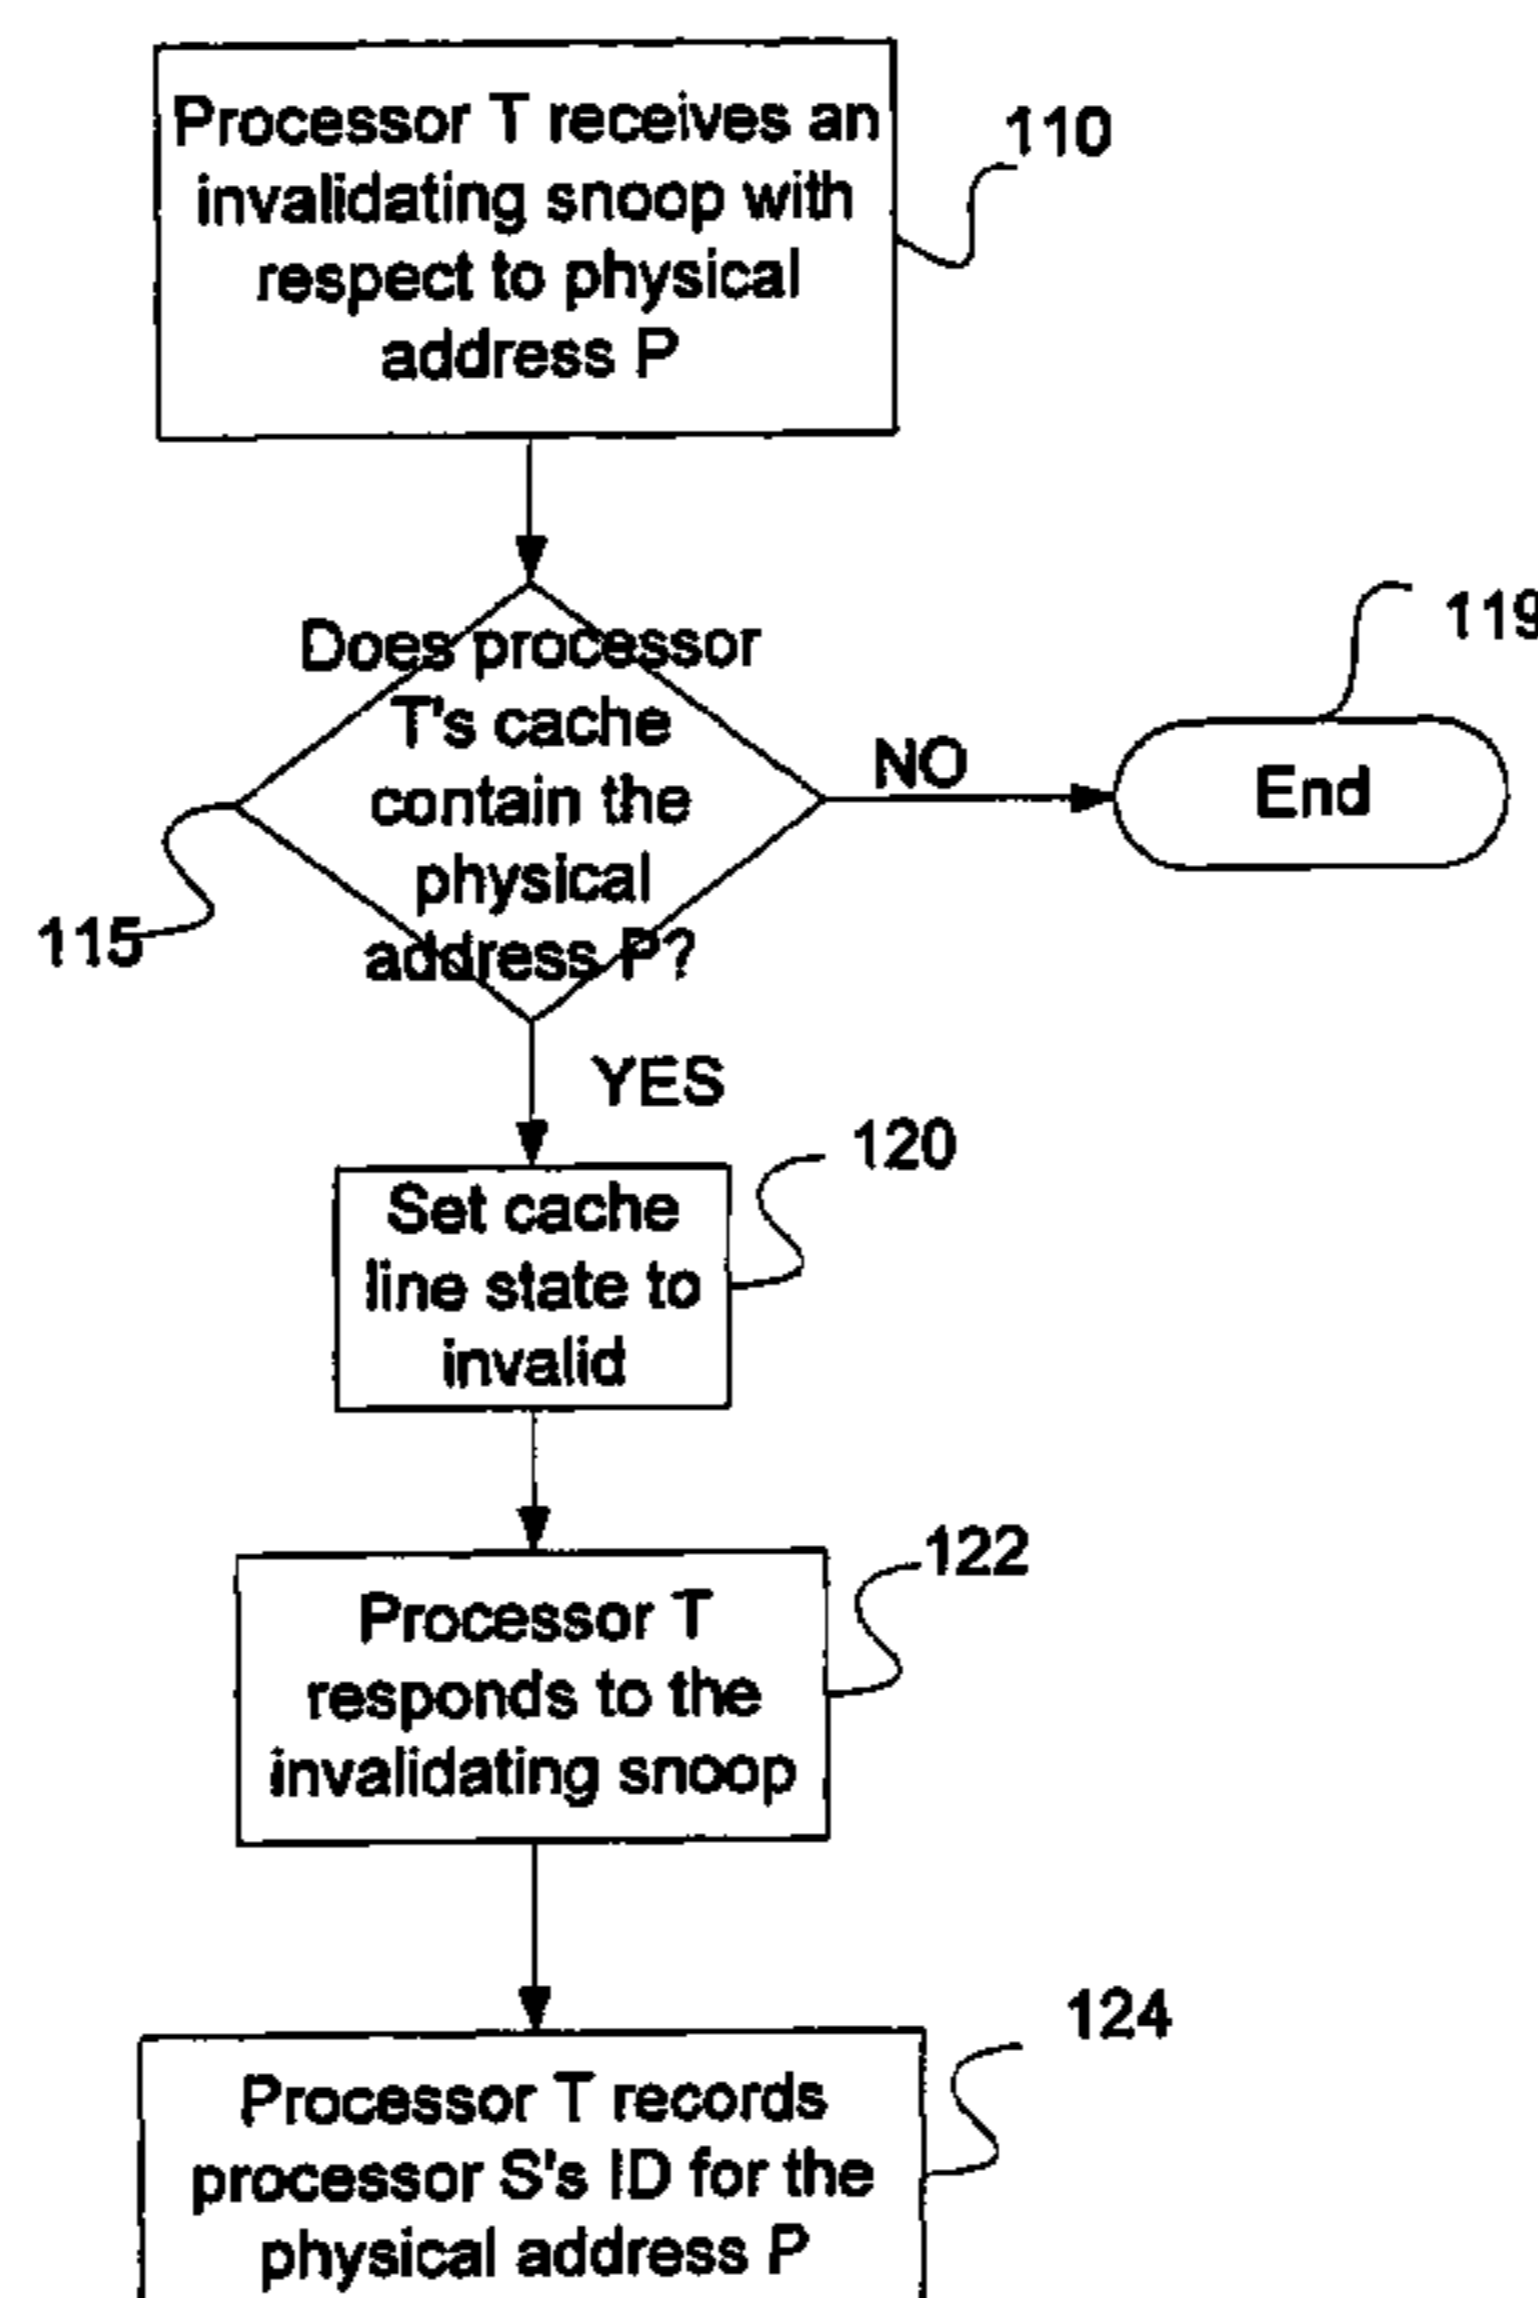 Processor T receives an
invalidating snoop with
respect to physical
address P
110
Does processor
T's cache
contain the
physical
address P?
115
NO
119
End
YES
120
Set cache
line state to
invalid
122
Processor T
responds to the
invalidating snoop
124
Processor T records
processor S's ID for the
physical address P